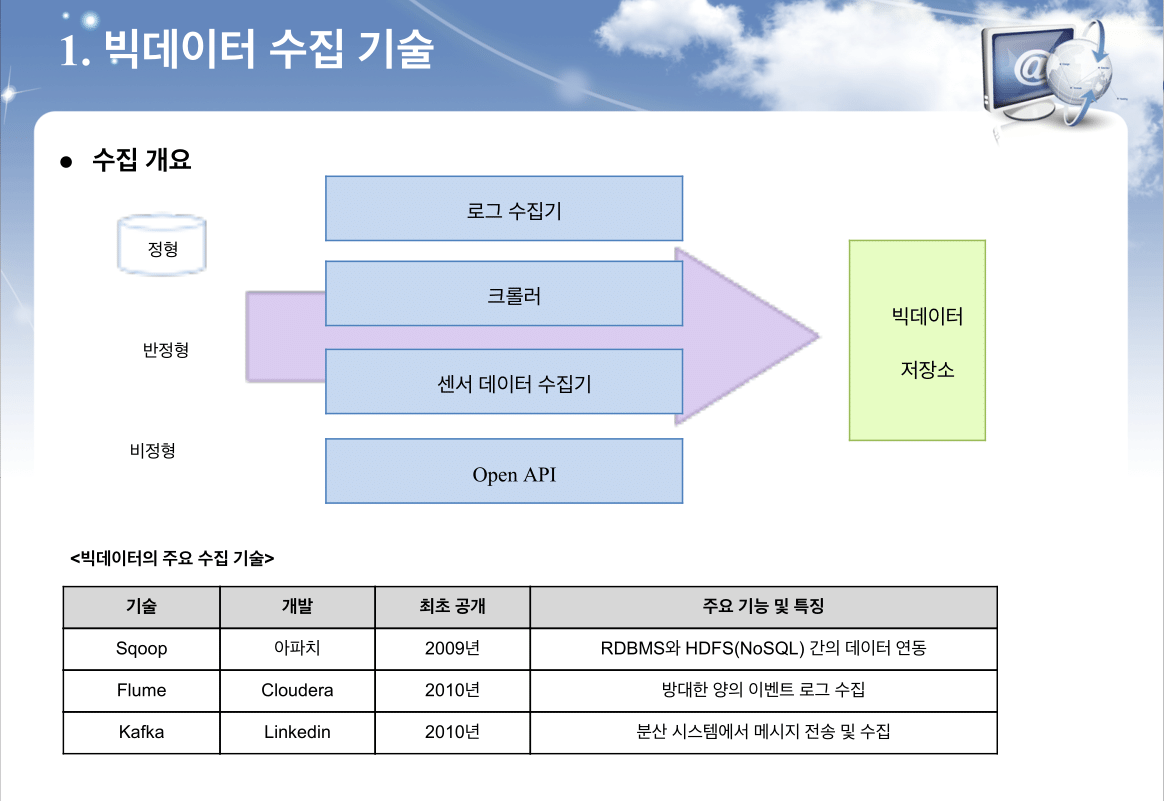 1. 빅데이터 수집 기술
@
● 수집 개요
정형
반정형
비정형
로그 수집기
크롤러
센서 데이터 수집기
Open API
빅데이터
저장소
<빅데이터의 주요 수집 기술>
기술 개발 최초 공개 주요 기능 및 특징
Sqoop 아파치 2009년 RDBMS와 HDFS(NoSQL) 간의 데이터 연동
Flume Cloudera 2010년 방대한 양의 이벤트 로그 수집
Kafka Linkedin 2010년 분산 시스템에서 메시지 전송 및 수집